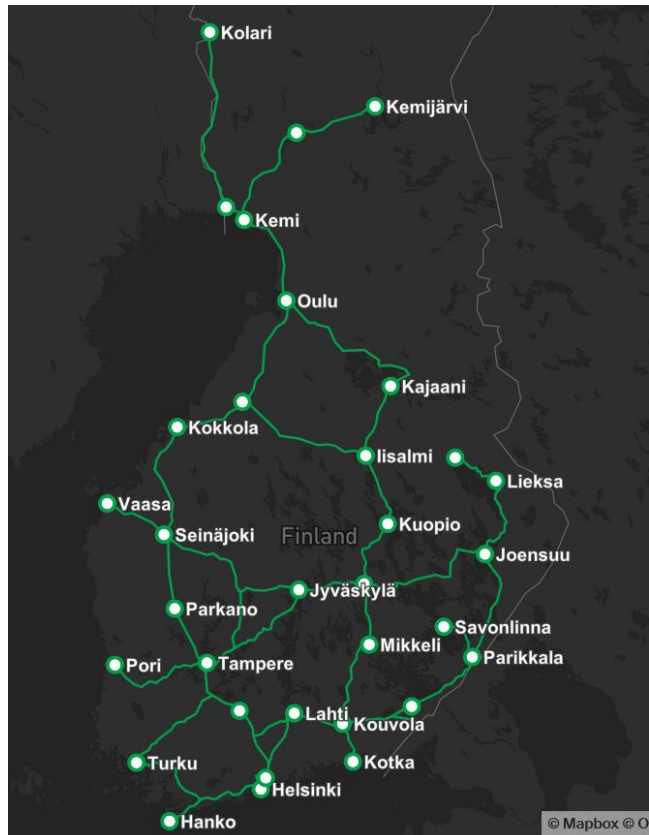 Kolari
Kemijärvi
Kemi
Oulu
Kajaani
Kokkola
Iisalmi
Lieksa
Vaasa
Kuopio
Seinäjoki
Finland
Joensuu
Jyväskylä
Parkano
Savonlinna
Mikkeli
Parikkala
Pori
Tampere
Lahti
Kouvola
Turku
Kotka
Helsinki
Hanko
© Mapbox © O